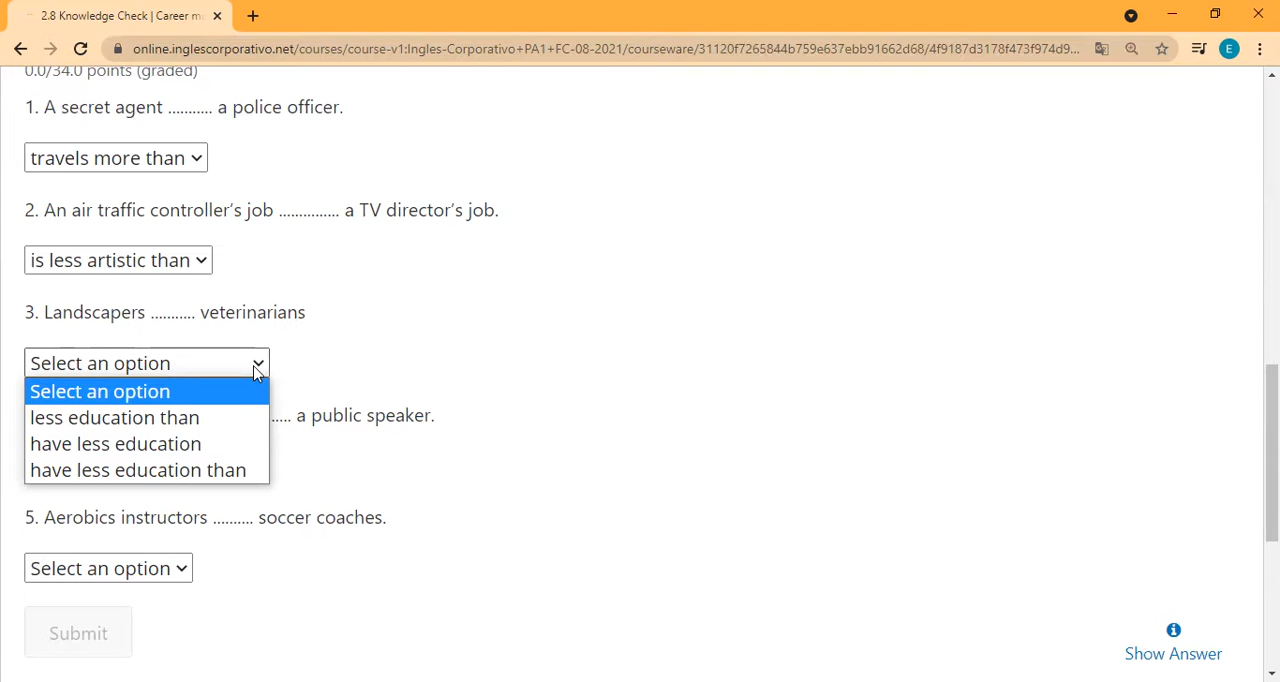 2.8 Knowledge Check | Career m
online.inglescorporativo.net/courses/course-v1:Ingles-Corporativo+PA1+FC-08-2021/courseware/31120f7265844b759e637ebb91662d68/4f9187d3178f473f974d9...
E
0.0/34.0 points (graded)
1. A secret agent ........... a police officer.
travels more than
2. An air traffic controller's job ............... a TV director's job.
is less artistic than
3. Landscapers ........... veterinarians
Select an option
Select an option
less education than
..... a public speaker.
have less education
have less education than
5. Aerobics instructors .......... soccer coaches.
Select an option
Submit
Show Answer